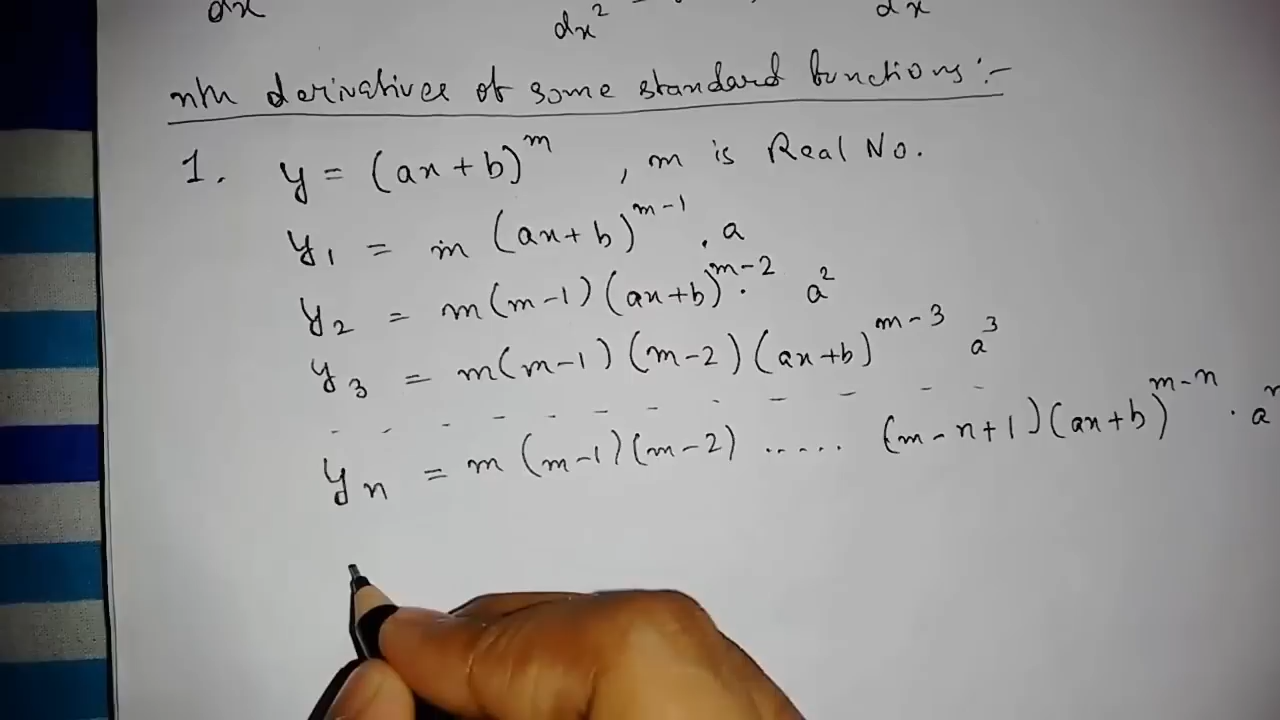 dx dx² dx
nth derivatives of some standard functions :-
1. y = (ax+b)^m , m is Real No.
y₁ = m (ax+b)^{m-1} . a
y₂ = m(m-1)(ax+b)^{m-2} . a²
y₃ = m(m-1)(m-2)(ax+b)^{m-3} a³
- - - - - - - - - - -
yₙ = m(m-1)(m-2) ..... (m-n+1)(ax+b)^{m-n} . aⁿ